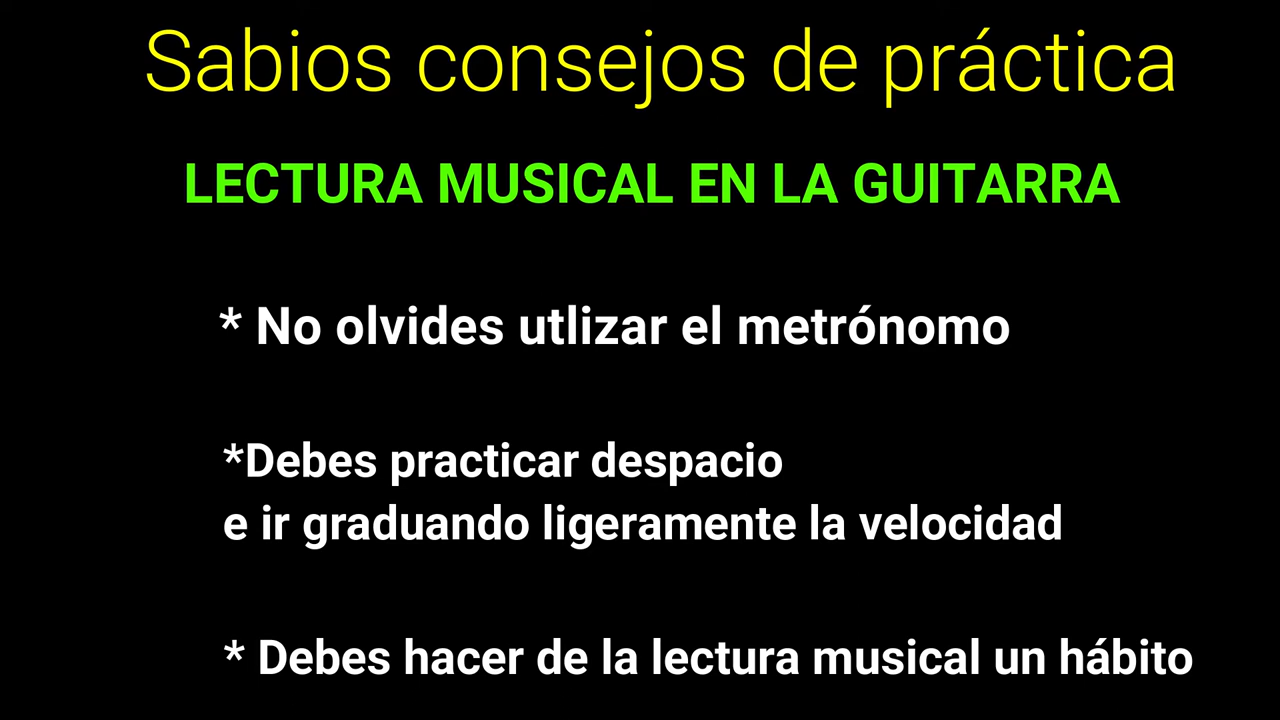 Sabios consejos de práctica
LECTURA MUSICAL EN LA GUITARRA
* No olvides utlizar el metrónomo
*Debes practicar despacio
e ir graduando ligeramente la velocidad
* Debes hacer de la lectura musical un hábito